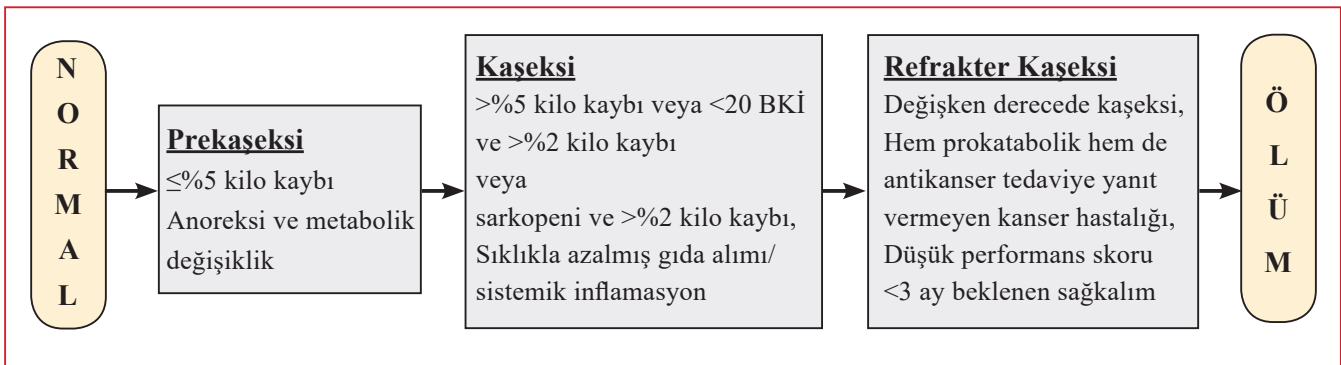 NORMAL
Prekaşeksi
≤%5 kilo kaybı
Anoreksi ve metabolik
değişiklik
Kaşeksi
>%5 kilo kaybı veya <20 BKİ
ve >%2 kilo kaybı
veya
sarkopeni ve >%2 kilo kaybı,
Sıklıkla azalmış gıda alımı/
sistemik inflamasyon
Refrakter Kaşeksi
Değişken derecede kaşeksi,
Hem prokatabolik hem de
antikanser tedaviye yanıt
vermeyen kanser hastalığı,
Düşük performans skoru
<3 ay beklenen sağkalım
ÖLÜM